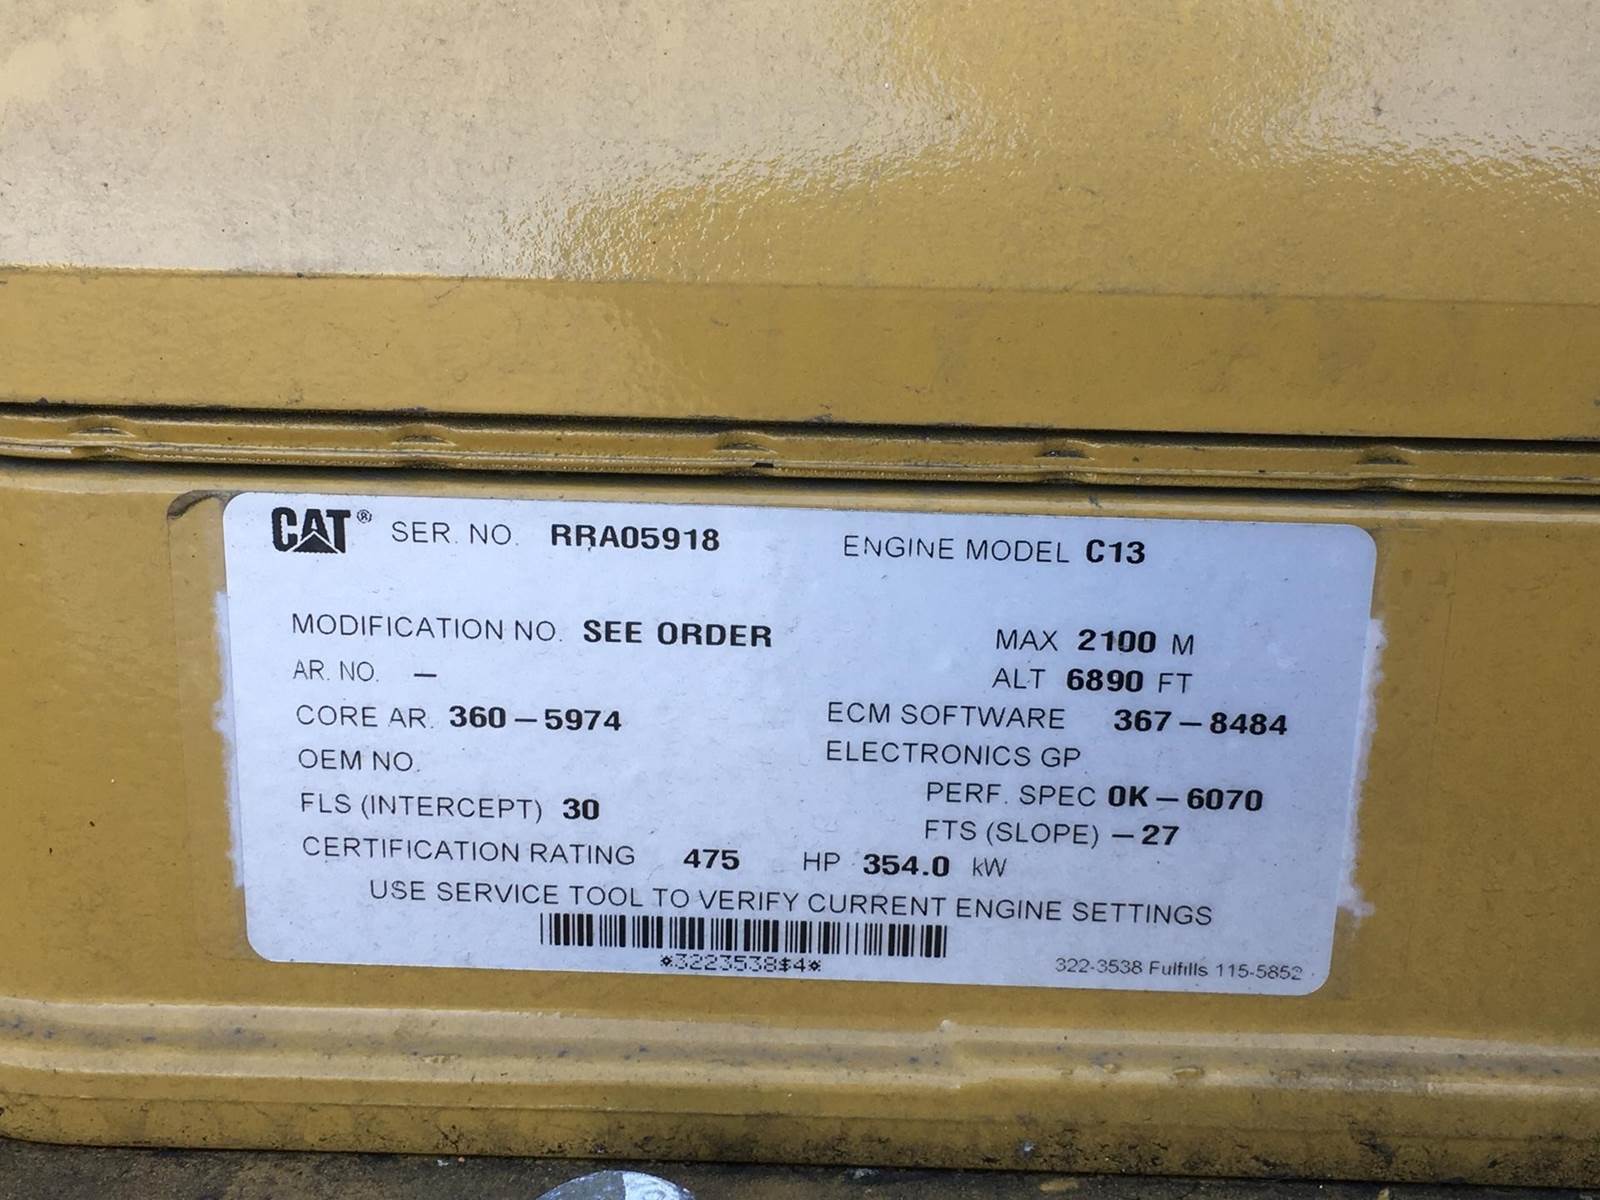 CAT® SER. NO. RRA05918 ENGINE MODEL C13
MODIFICATION NO. SEE ORDER MAX 2100 M
AR. NO. – ALT 6890 FT
CORE AR. 360–5974 ECM SOFTWARE 367–8484
OEM NO. ELECTRONICS GP
FLS (INTERCEPT) 30 PERF. SPEC 0K–6070
FTS (SLOPE) –27
CERTIFICATION RATING 475 HP 354.0 kW
USE SERVICE TOOL TO VERIFY CURRENT ENGINE SETTINGS
*3223538$4*
322-3538 Fulfills 115-5852